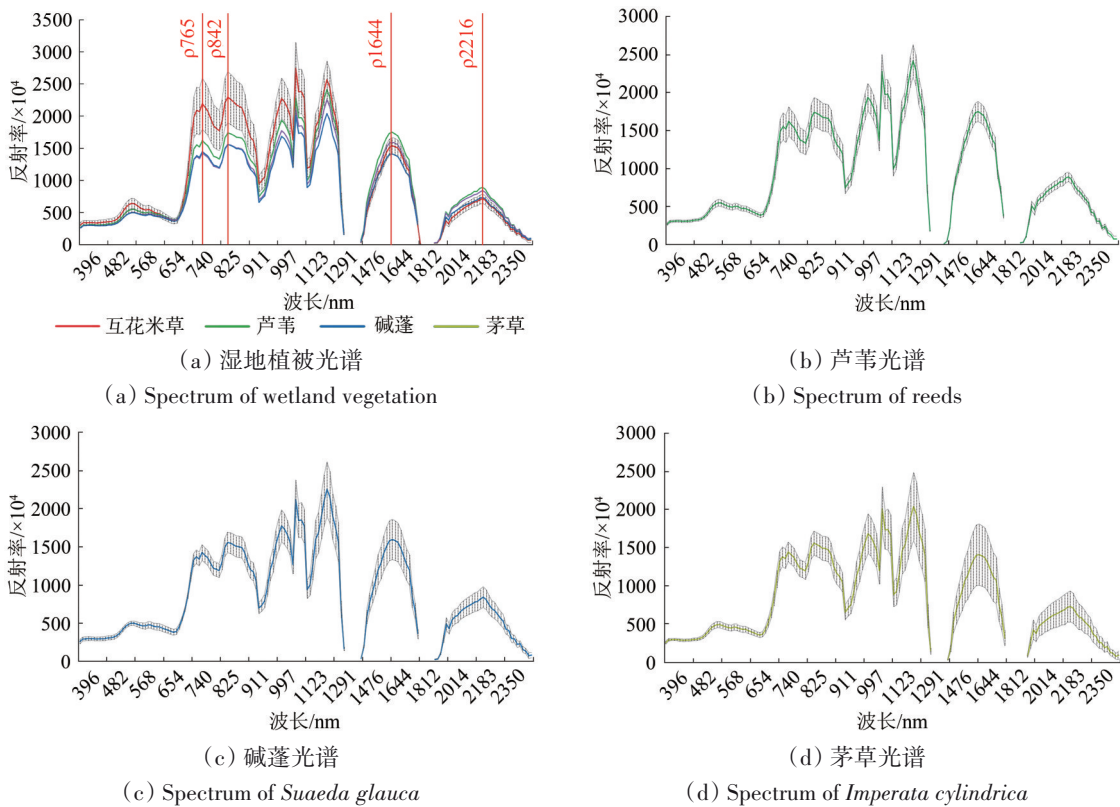 3500
3000
2500
2000
1500
1000
500
0
反射率/×10⁴
ρ765
ρ842
ρ1644
ρ2216
396 482 568 654 740 825 911 997 1123 1291 1476 1644 1812 2014 2183 2350
波长/nm
互花米草 芦苇 碱蓬 茅草
(a) 湿地植被光谱
(a) Spectrum of wetland vegetation
3000
2500
2000
1500
1000
500
0
反射率/×10⁴
396 482 568 654 740 825 911 997 1123 1291 1476 1644 1812 2014 2183 2350
波长/nm
(b) 芦苇光谱
(b) Spectrum of reeds
3000
2500
2000
1500
1000
500
0
反射率/×10⁴
396 482 568 654 740 825 911 997 1123 1291 1476 1644 1812 2014 2183 2350
波长/nm
(c) 碱蓬光谱
(c) Spectrum of Suaeda glauca
3000
2500
2000
1500
1000
500
0
反射率/×10⁴
396 482 568 654 740 825 911 997 1123 1291 1476 1644 1812 2014 2183 2350
波长/nm
(d) 茅草光谱
(d) Spectrum of Imperata cylindrica